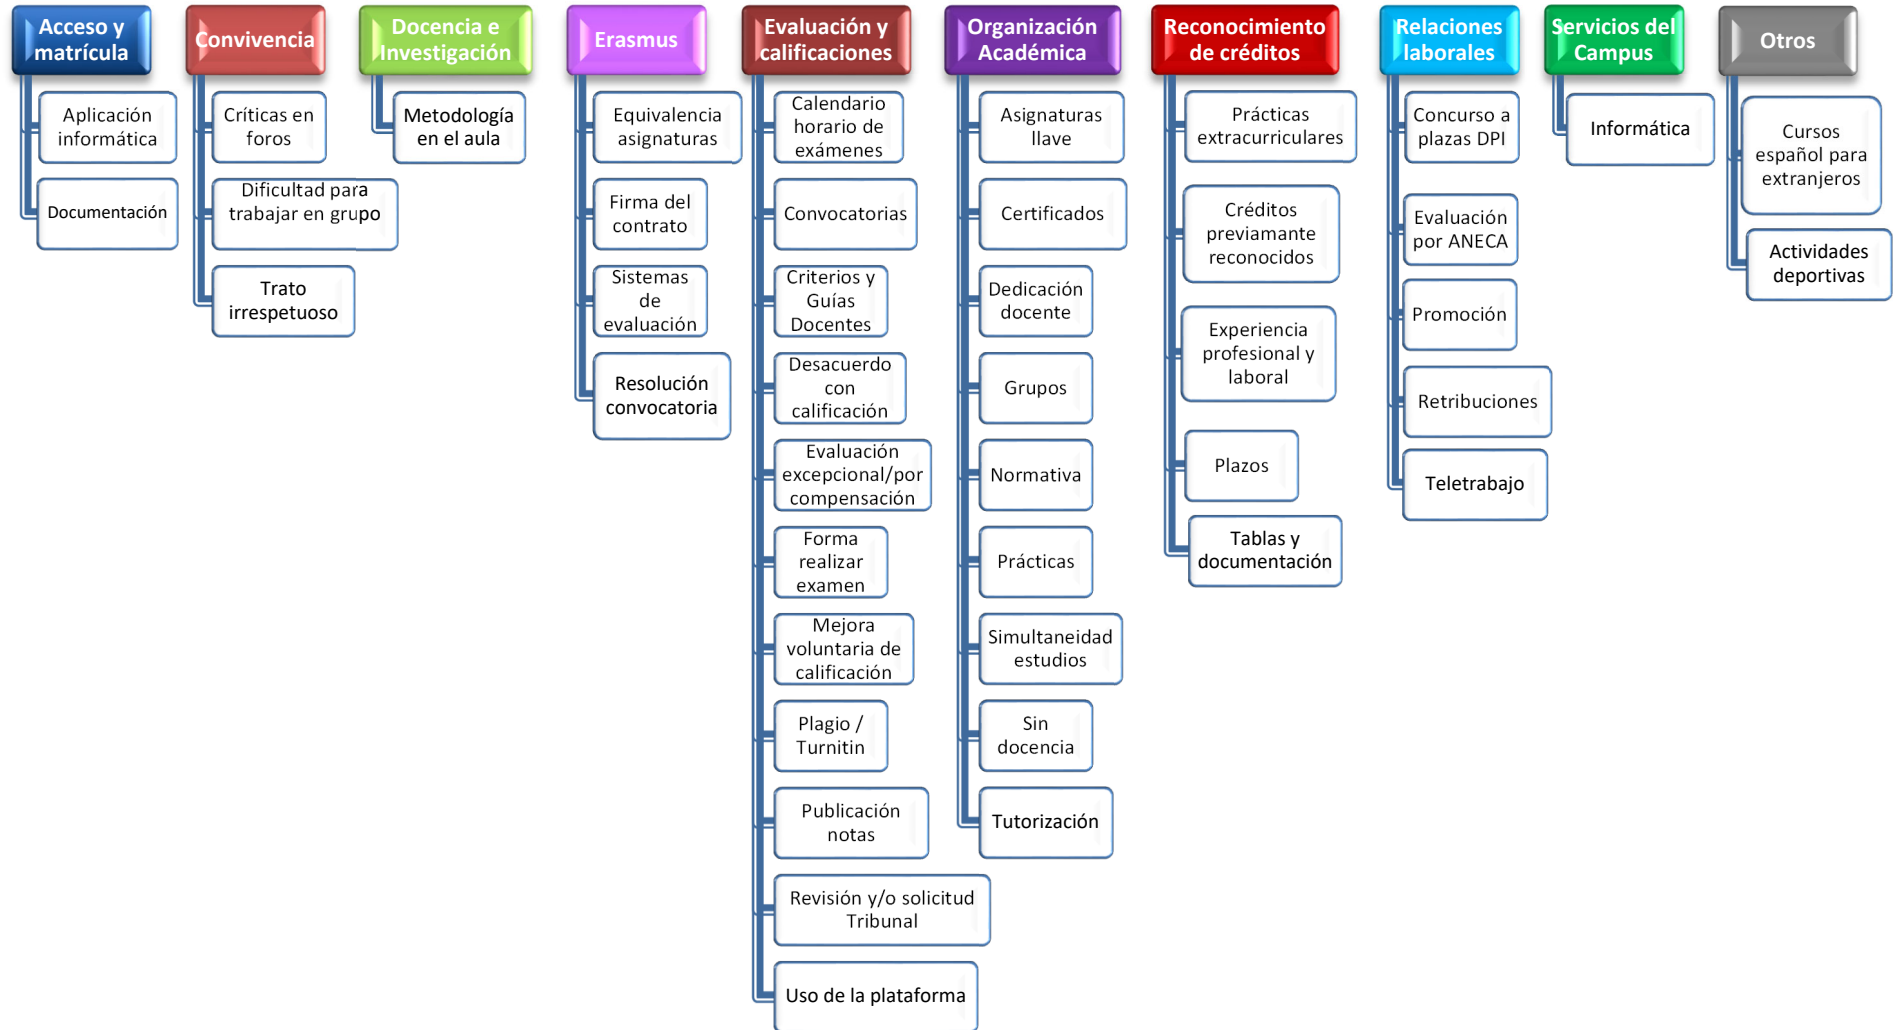 Acceso y
matrícula
Aplicación
informática
Documentación
Convivencia
Críticas en
foros
Dificultad para
trabajar en grupo
Trato
irrespetuoso
Docencia e
Investigación
Metodología
en el aula
Erasmus
Equivalencia
asignaturas
Firma del
contrato
Sistemas
de
evaluación
Resolución
convocatoria
Evaluación y
calificaciones
Calendario
horario de
exámenes
Convocatorias
Criterios y
Guías
Docentes
Desacuerdo
con
calificación
Evaluación
excepcional/por
compensación
Forma
realizar
examen
Mejora
voluntaria de
calificación
Plagio /
Turnitin
Publicación
notas
Revisión y/o solicitud
Tribunal
Uso de la plataforma
Organización
Académica
Asignaturas
llave
Certificados
Dedicación
docente
Grupos
Normativa
Prácticas
Simultaneidad
estudios
Sin
docencia
Tutorización
Reconocimiento
de créditos
Prácticas
extracurriculares
Créditos
previamante
reconocidos
Experiencia
profesional y
laboral
Plazos
Tablas y
documentación
Relaciones
laborales
Concurso a
plazas DPI
Evaluación
por ANECA
Promoción
Retribuciones
Teletrabajo
Servicios del
Campus
Informática
Otros
Cursos
español para
extranjeros
Actividades
deportivas